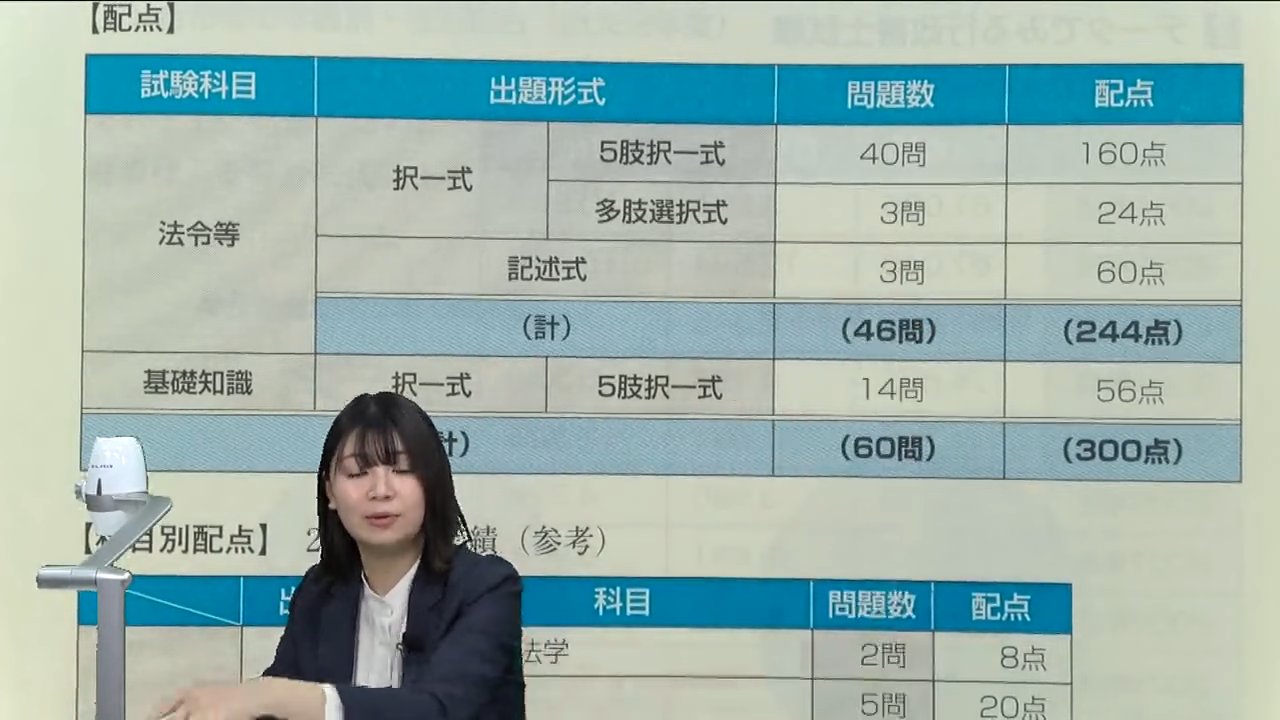 【配点】
試験科目 出題形式 問題数 配点
法令等 択一式 5肢択一式 40問 160点
多肢選択式 3問 24点
記述式 3問 60点
(計) (46問) (244点)
基礎知識 択一式 5肢択一式 14問 56点
計) (60問) (300点)
目別配点】 2 績(参考)
科目 問題数 配点
法学 2問 8点
5問 20点